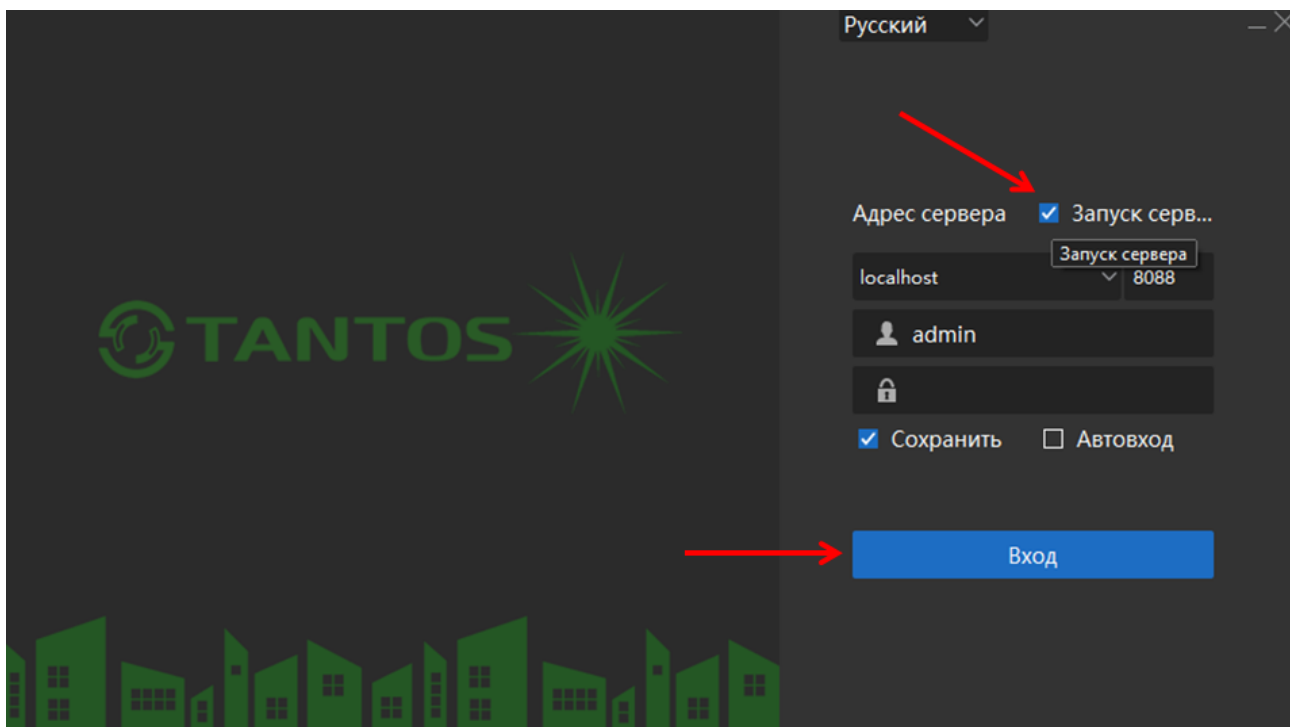 Русский
Адрес сервера Запуск серв...
Запуск сервера
localhost 8088
TANTOS
admin
Сохранить Автовход
Вход